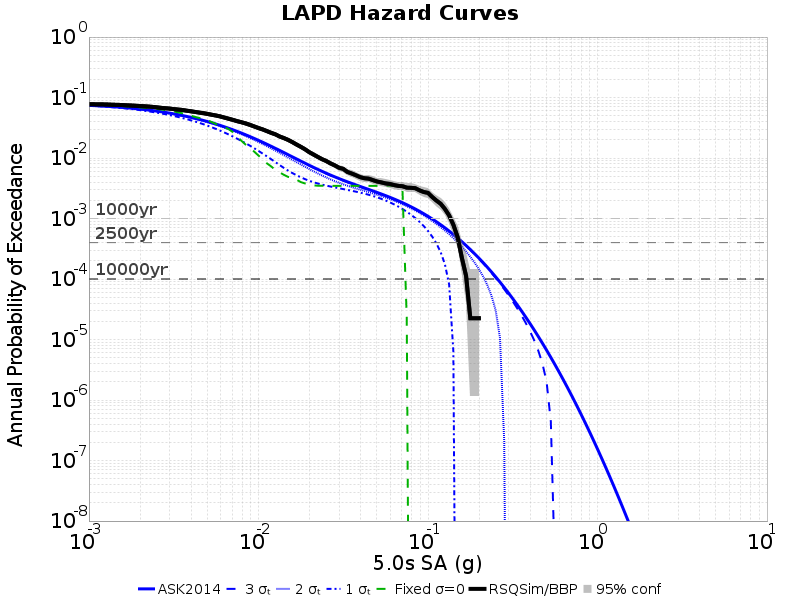 LAPD Hazard Curves
Annual Probability of Exceedance
10^0
10^-1
10^-2
10^-3
10^-4
10^-5
10^-6
10^-7
10^-8
1000yr
2500yr
10000yr
10^-3 10^-2 10^-1 10^0 10^1
5.0s SA (g)
ASK2014 3 σₜ 2 σₜ 1 σₜ Fixed σ=0 RSQSim/BBP 95% conf